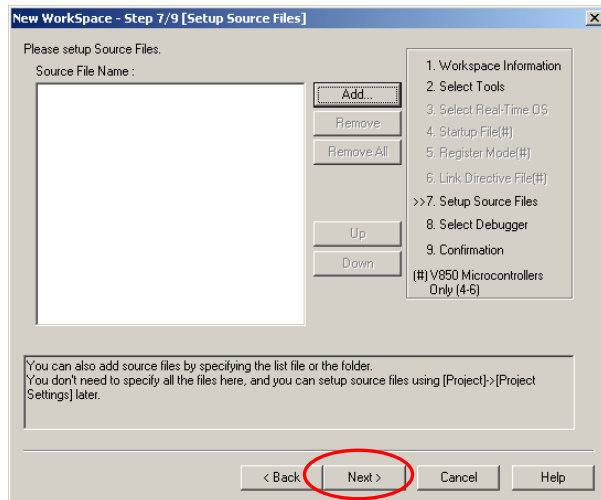 New WorkSpace - Step 7/9 [Setup Source Files]
Please setup Source Files.
Source File Name :
Add...
Remove
Remove All
Up
Down
1. Workspace Information
2. Select Tools
3. Select Real-Time OS
4. Startup File(#)
5. Register Mode(#)
6. Link Directive File(#)
>>7. Setup Source Files
8. Select Debugger
9. Confirmation
(#) V850 Microcontrollers
Only (4-6)
You can also add source files by specifying the list file or the folder.
You don't need to specify all the files here, and you can setup source files using [Project]->[Project
Settings] later.
< Back
Next >
Cancel
Help